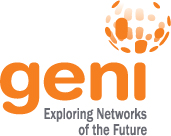 geni
Exploring Networks
of the Future